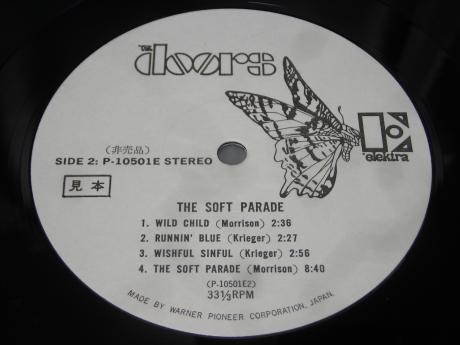 THE doors
elektra
(非売品)
SIDE 2: P-10501E STEREO
見本
THE SOFT PARADE
1. WILD CHILD (Morrison) 2:36
2. RUNNIN' BLUE (Krieger) 2:27
3. WISHFUL SINFUL (Krieger) 2:56
4. THE SOFT PARADE (Morrison) 8:40
(P-10501E2)
33⅓RPM
MADE BY WARNER PIONEER CORPORATION, JAPAN.